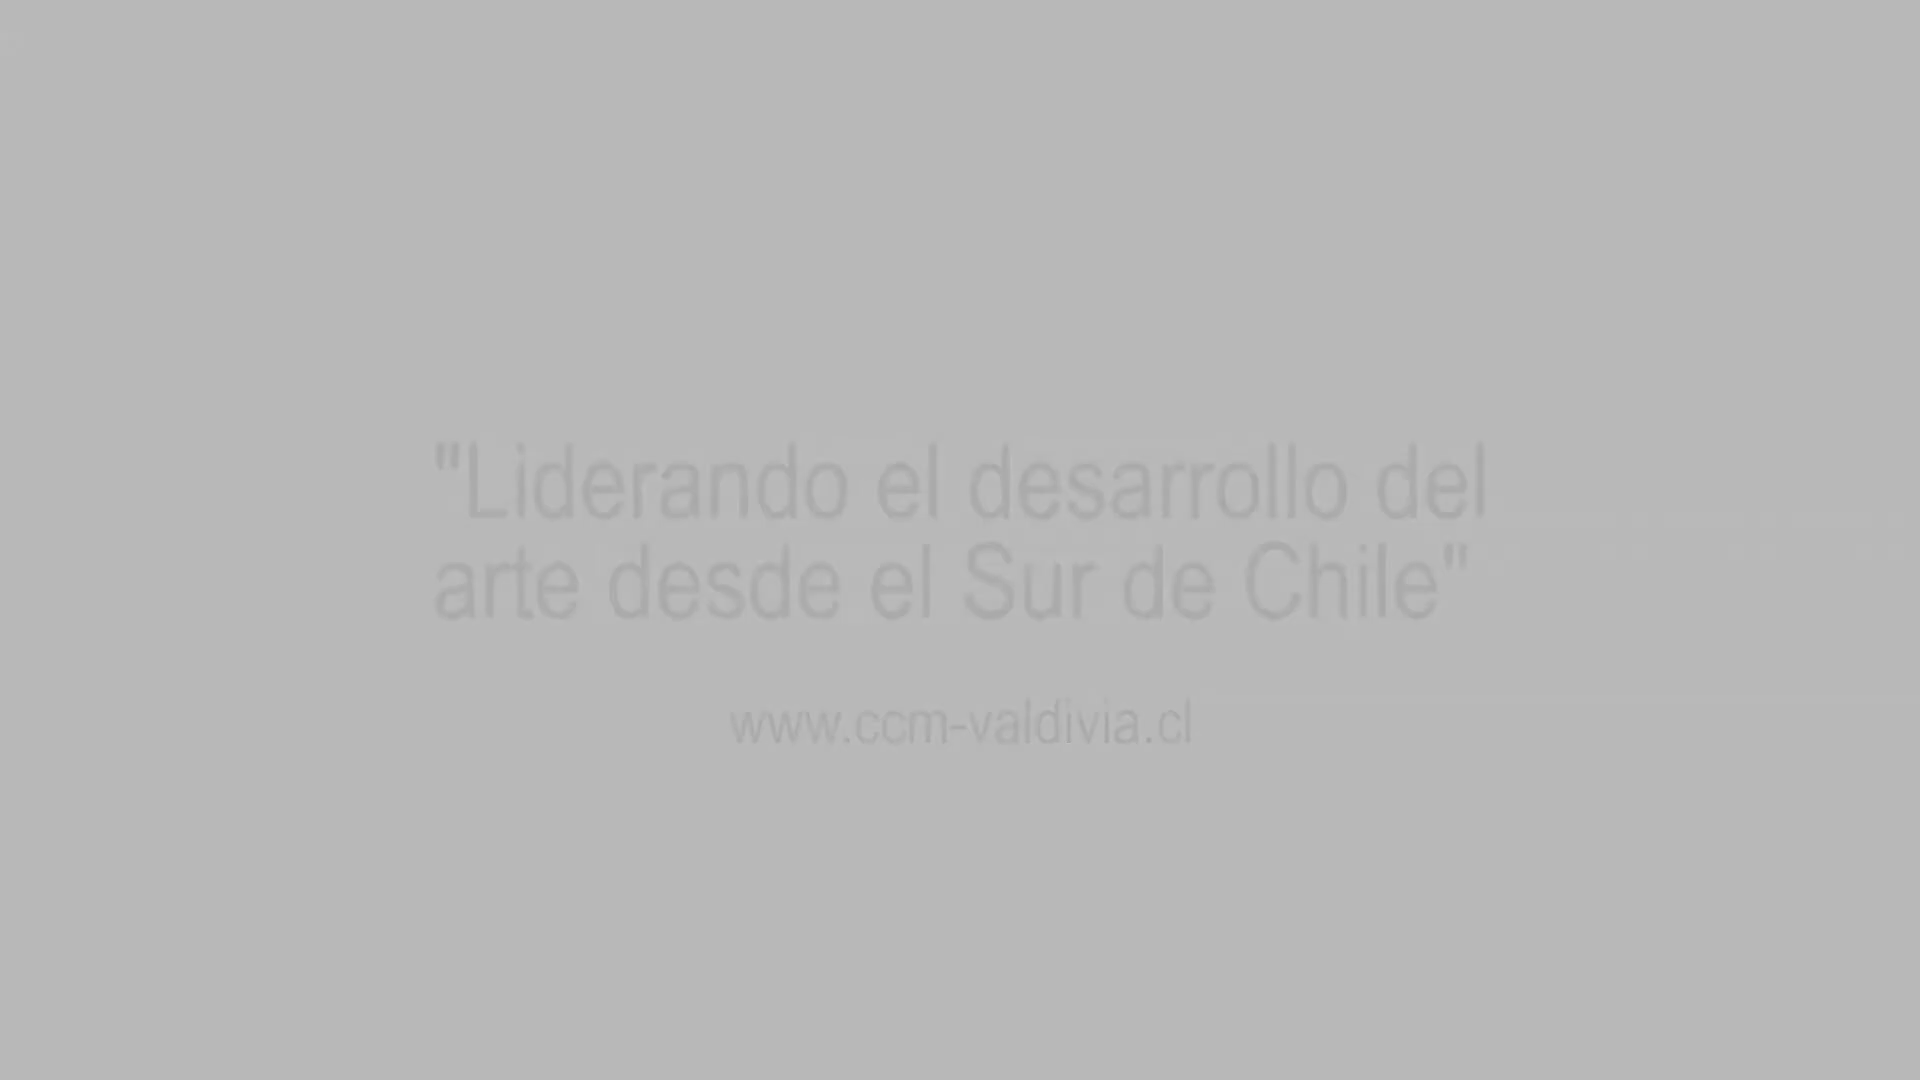 "Liderando el desarrollo del
arte desde el Sur de Chile"
www.ccm-valdivia.cl